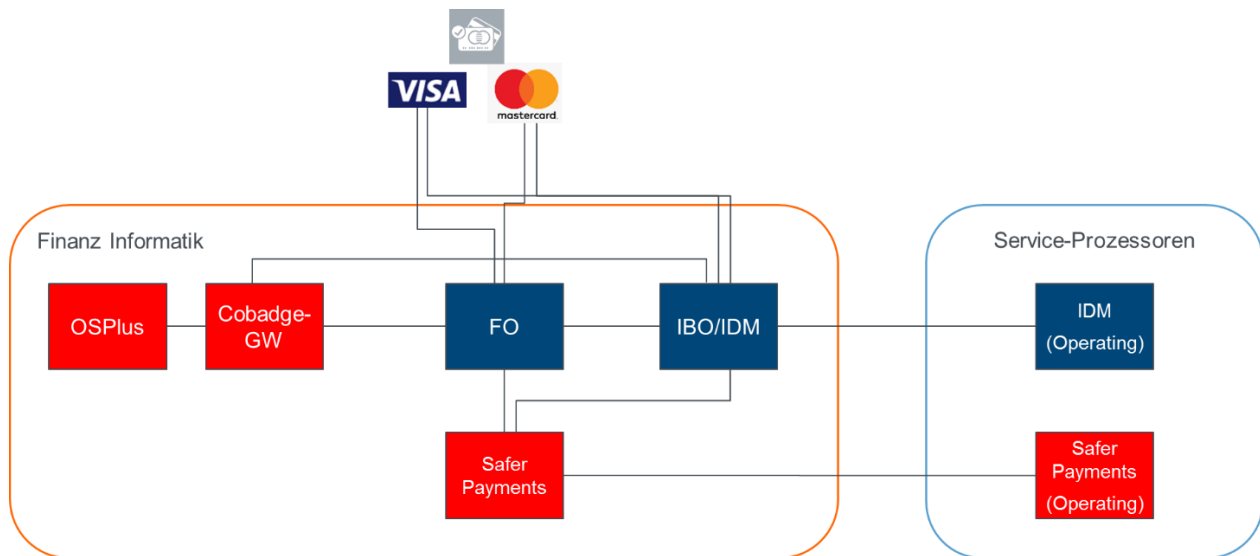 VISA
mastercard.
Finanz Informatik
Service-Prozessoren
OSPlus
Cobadge-
GW
FO
IBO/IDM
IDM
(Operating)
Safer
Payments
Safer
Payments
(Operating)